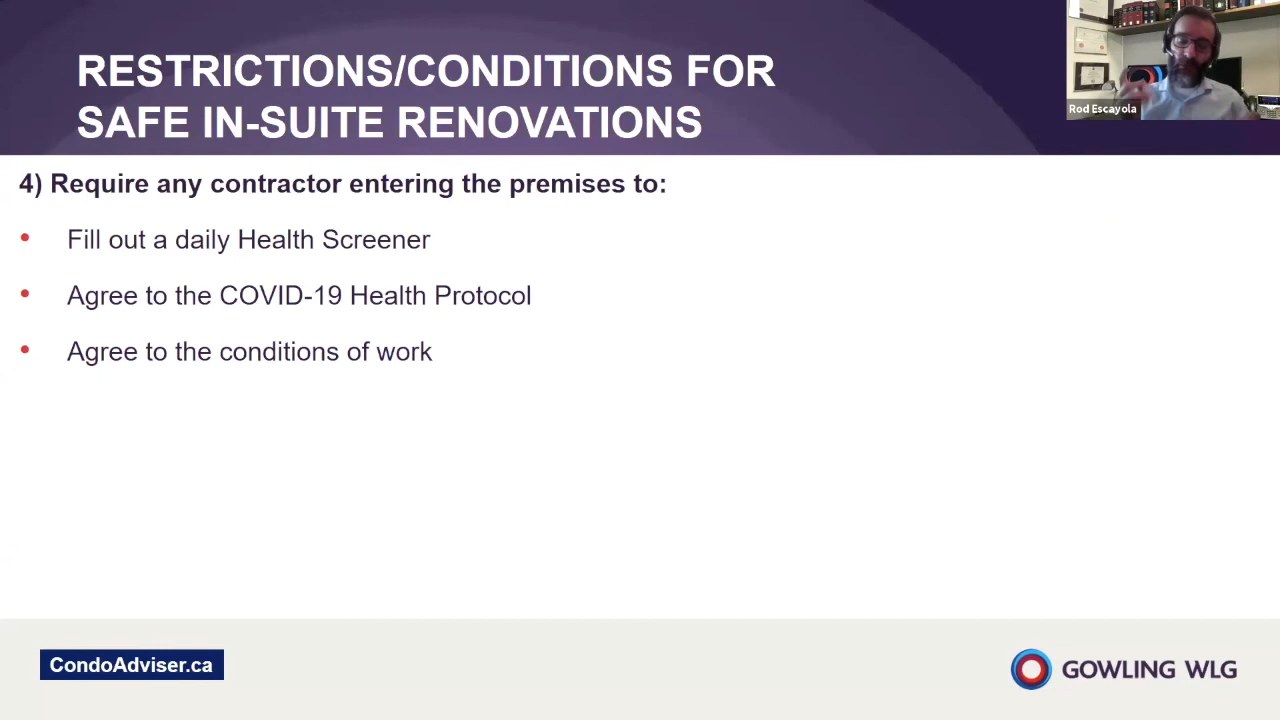 RESTRICTIONS/CONDITIONS FOR
SAFE IN-SUITE RENOVATIONS
Rod Escayola
4) Require any contractor entering the premises to:
• Fill out a daily Health Screener
• Agree to the COVID-19 Health Protocol
• Agree to the conditions of work
CondoAdviser.ca
GOWLING WLG